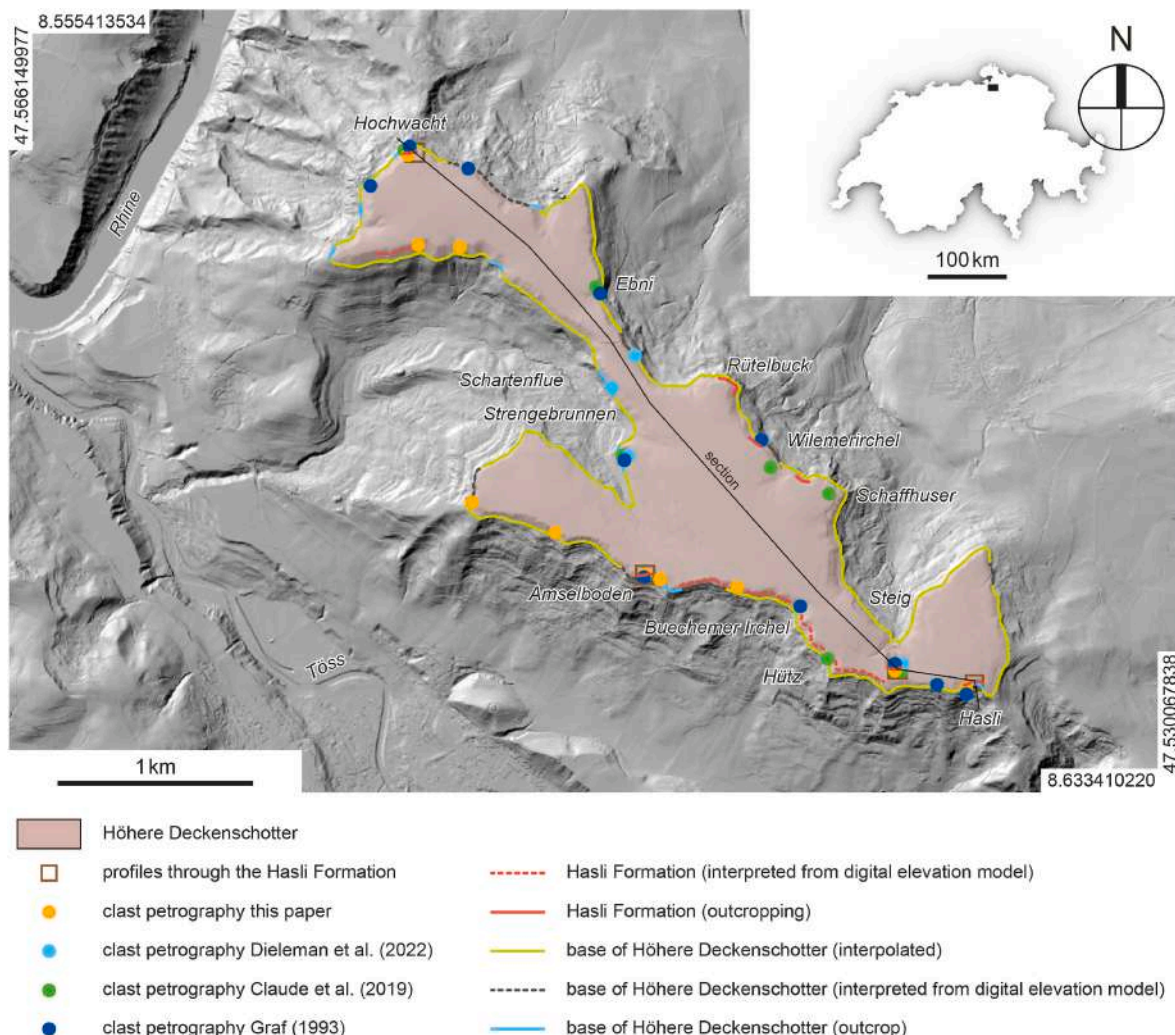 8.555413534
47.566149977
N
100 km
Hochwacht
Rhine
Ebni
Rütelbuck
Schartenflue
Strengebrunnen
Wilemerirchel
section
Schaffhuser
Amselboden
Steig
Buechemer Irchel
Töss
Hütz
Hasli
47.530067838
1 km
8.633410220
Höhere Deckenschotter
profiles through the Hasli Formation
clast petrography this paper
clast petrography Dieleman et al. (2022)
clast petrography Claude et al. (2019)
clast petrography Graf (1993)
Hasli Formation (interpreted from digital elevation model)
Hasli Formation (outcropping)
base of Höhere Deckenschotter (interpolated)
base of Höhere Deckenschotter (interpreted from digital elevation model)
base of Höhere Deckenschotter (outcrop)